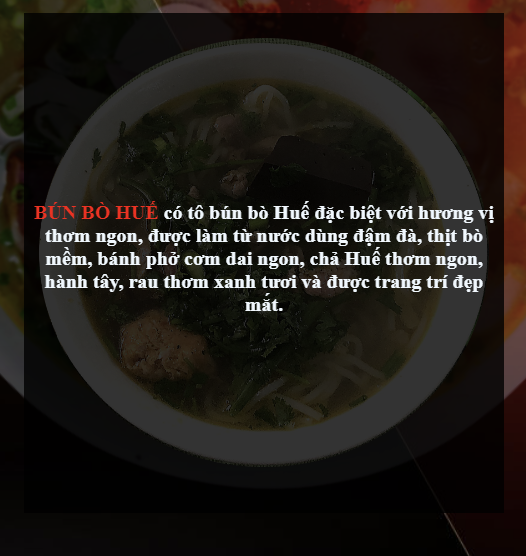 BÚN BÒ HUẾ có tô bún bò Huế đặc biệt với hương vị
thơm ngon, được làm từ nước dùng đậm đà, thịt bò
mềm, bánh phở cơm dai ngon, chả Huế thơm ngon,
hành tây, rau thơm xanh tươi và được trang trí đẹp
mắt.